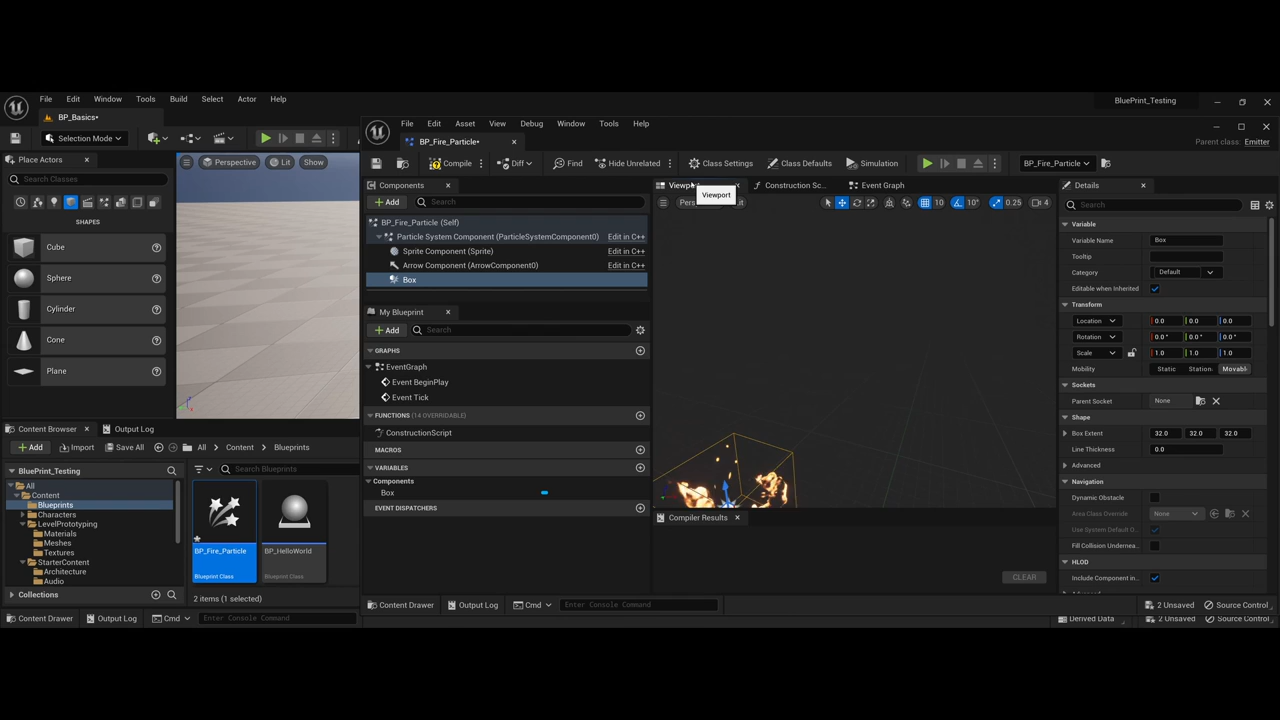 File Edit Window Tools Build Select Actor Help
BluePrint_Testing
BP_Basics*
Selection Mode
Place Actors
Search Classes
SHAPES
Cube
Sphere
Cylinder
Cone
Plane
Perspective
Lit
Show
Content Browser
Output Log
Add
Import
Save All
All
Content
Blueprints
BluePrint_Testing
Search Blueprints
All
Content
Blueprints
Characters
LevelPrototyping
Materials
Meshes
Textures
StarterContent
Architecture
Audio
Collections
BP_Fire_Particle
Blueprint Class
BP_HelloWorld
Blueprint Class
2 items (1 selected)
Content Drawer
Output Log
Cmd
Enter Console Command
File Edit Asset View Debug Window Tools Help
BP_Fire_Particle*
Parent class: Emitter
Compile
Diff
Find
Hide Unrelated
Class Settings
Class Defaults
Simulation
BP_Fire_Particle
Components
Add
Search
BP_Fire_Particle (Self)
Particle System Component (ParticleSystemComponent0) Edit in C++
Sprite Component (Sprite) Edit in C++
Arrow Component (ArrowComponent0) Edit in C++
Box
My Blueprint
Add
Search
GRAPHS
EventGraph
Event BeginPlay
Event Tick
FUNCTIONS (14 OVERRIDABLE)
ConstructionScript
MACROS
VARIABLES
Components
Box
EVENT DISPATCHERS
Viewport
Construction Sc...
Event Graph
Viewport
10
10°
0.25
4
Compiler Results
CLEAR
Details
Search
Variable
Variable Name Box
Tooltip
Category Default
Editable when Inherited
Transform
Location 0.0 0.0 0.0
Rotation 0.0° 0.0° 0.0°
Scale 1.0 1.0 1.0
Mobility Static Station Movabl
Sockets
Parent Socket None
Shape
Box Extent 32.0 32.0 32.0
Line Thickness 0.0
Advanced
Navigation
Dynamic Obstacle
Area Class Override None
Use System Default O...
Fill Collision Undernea...
HLOD
Include Component in...
Content Drawer
Output Log
Cmd
Enter Console Command
2 Unsaved
Source Control
Derived Data
2 Unsaved
Source Control